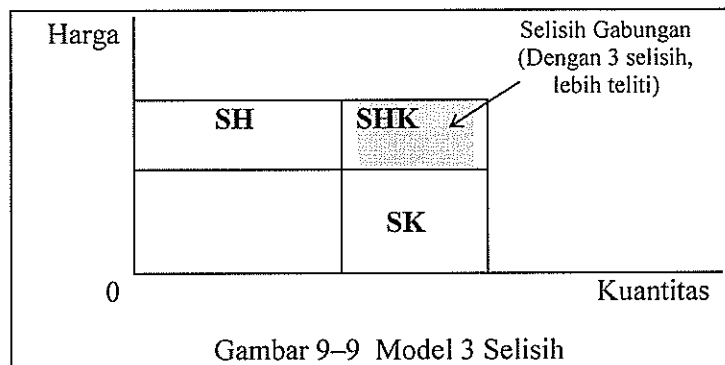 Harga
Selisih Gabungan
(Dengan 3 selisih,
lebih teliti)
SH
SHK
SK
0
Kuantitas
Gambar 9–9 Model 3 Selisih